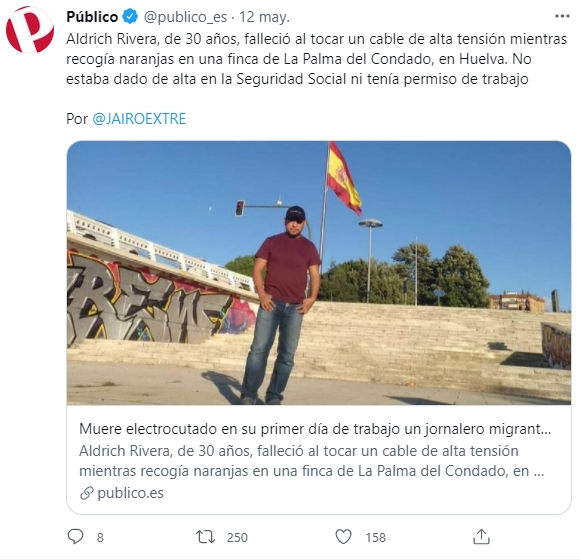 Público @publico_es · 12 may.
Aldrich Rivera, de 30 años, falleció al tocar un cable de alta tensión mientras
recogía naranjas en una finca de La Palma del Condado, en Huelva. No
estaba dado de alta en la Seguridad Social ni tenía permiso de trabajo
Por @JAIROEXTRE
Muere electrocutado en su primer día de trabajo un jornalero migrant...
Aldrich Rivera, de 30 años, falleció al tocar un cable de alta tensión
mientras recogía naranjas en una finca de La Palma del Condado, en ...
publico.es
8 250 158